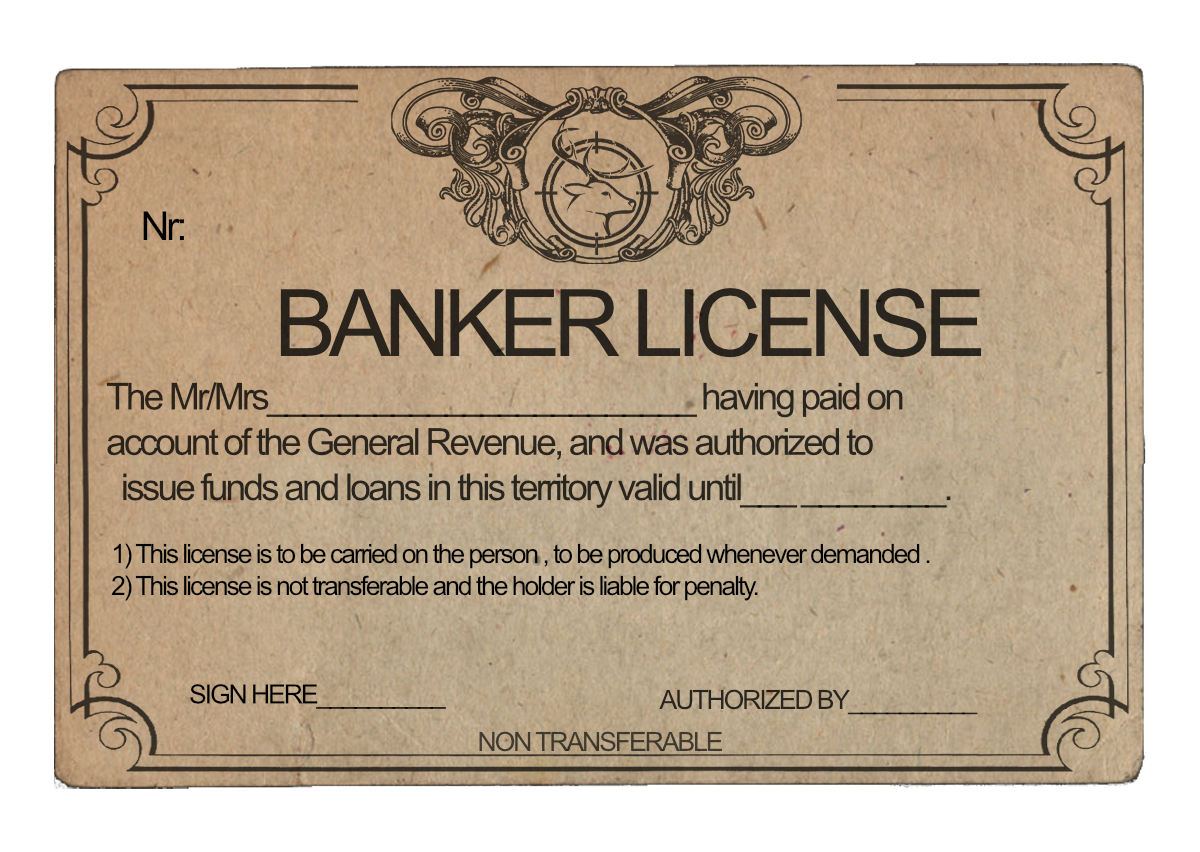 Nr:
BANKER LICENSE
The Mr/Mrs________________________ having paid on
account of the General Revenue, and was authorized to
issue funds and loans in this territory valid until___ ________.
1) This license is to be carried on the person , to be produced whenever demanded .
2) This license is not transferable and the holder is liable for penalty.
SIGN HERE_________
AUTHORIZED BY_________
NON TRANSFERABLE